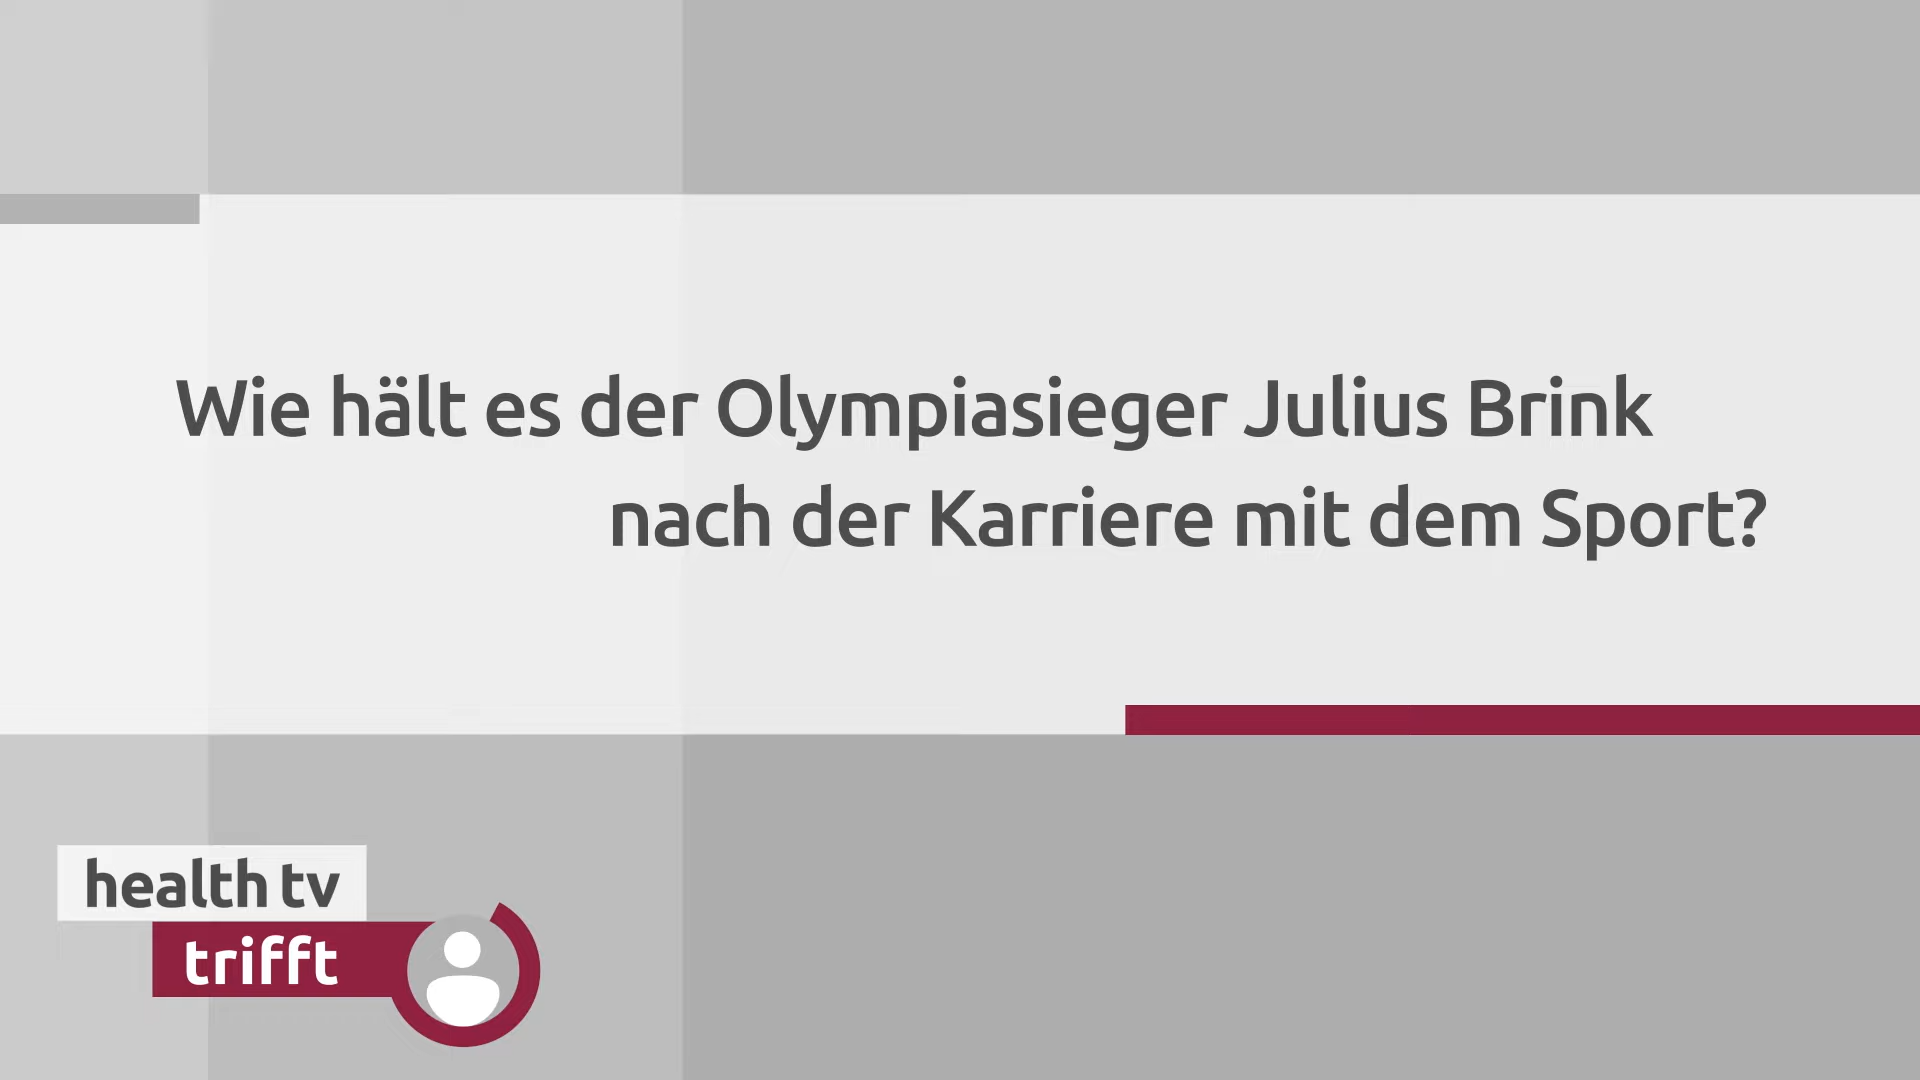 Wie hält es der Olympiasieger Julius Brink
nach der Karriere mit dem Sport?
health tv
trifft